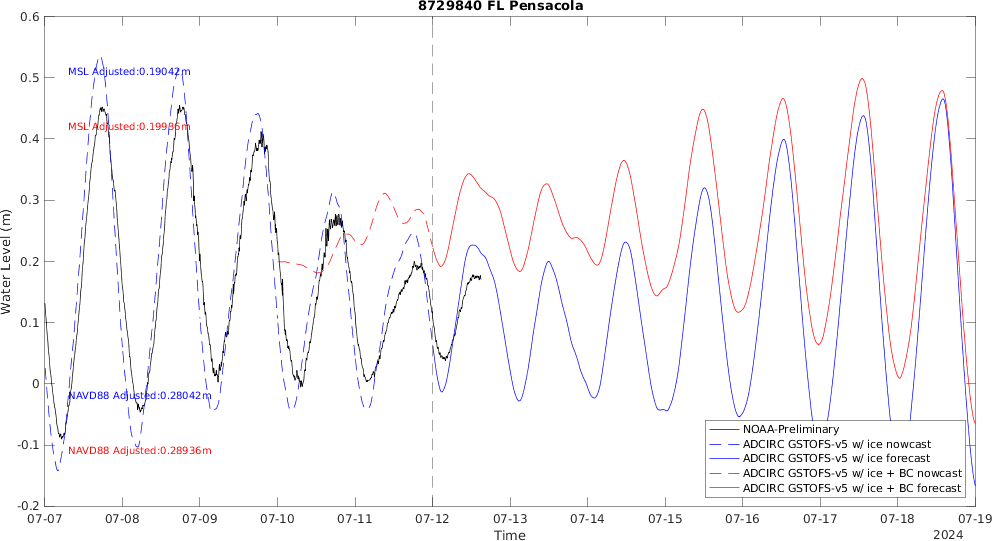 8729840 FL Pensacola
0.6
0.5
0.4
0.3
0.2
0.1
0
-0.1
-0.2
Water Level (m)
MSL Adjusted:0.19042m
MSL Adjusted:0.19936m
NAVD88 Adjusted:0.28042m
NAVD88 Adjusted:0.28936m
NOAA-Preliminary
ADCIRC GSTOFS-v5 w/ ice nowcast
ADCIRC GSTOFS-v5 w/ ice forecast
ADCIRC GSTOFS-v5 w/ ice + BC nowcast
ADCIRC GSTOFS-v5 w/ ice + BC forecast
07-07 07-08 07-09 07-10 07-11 07-12 07-13 07-14 07-15 07-16 07-17 07-18 07-19
Time
2024